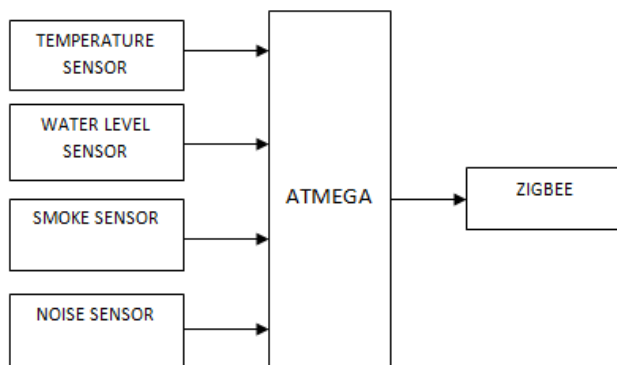 TEMPERATURE
SENSOR
WATER LEVEL
SENSOR
SMOKE SENSOR
NOISE SENSOR
ATMEGA
ZIGBEE